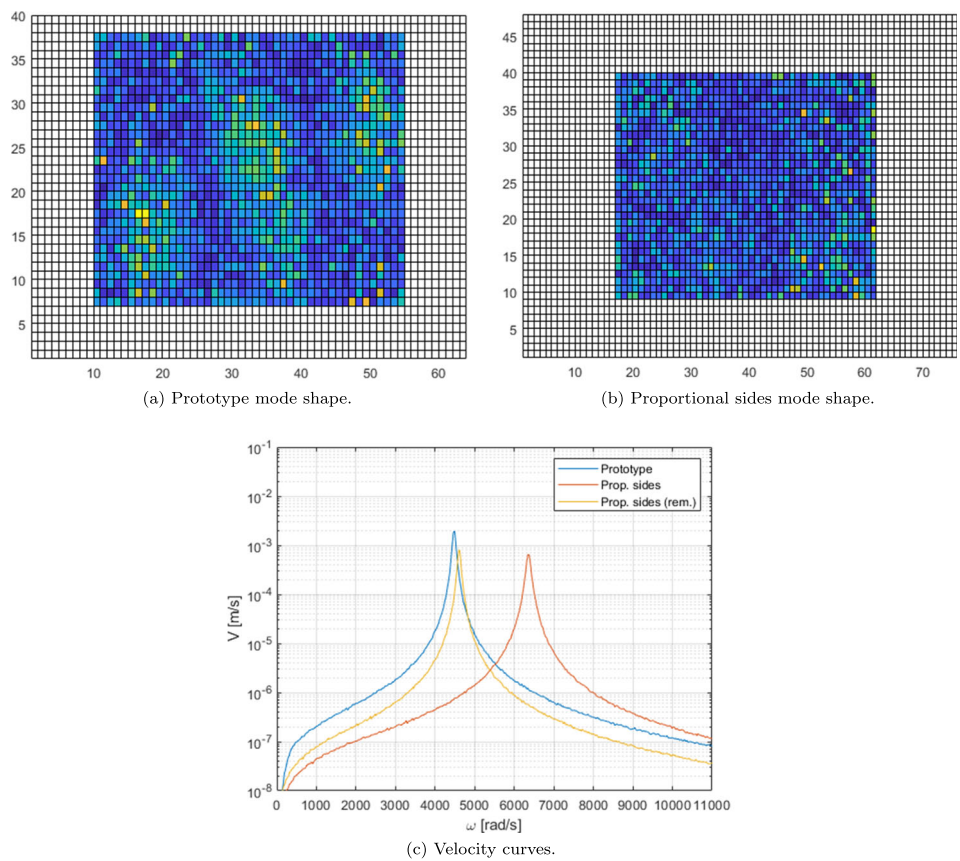 40
35
30
25
20
15
10
5
10 20 30 40 50 60
(a) Prototype mode shape.
45
40
35
30
25
20
15
10
5
10 20 30 40 50 60 70
(b) Proportional sides mode shape.
10^-1
10^-2
10^-3
10^-4
10^-5
10^-6
10^-7
10^-8
V [m/s]
Prototype
Prop. sides
Prop. sides (rem.)
0 1000 2000 3000 4000 5000 6000 7000 8000 9000 10000 11000
ω [rad/s]
(c) Velocity curves.